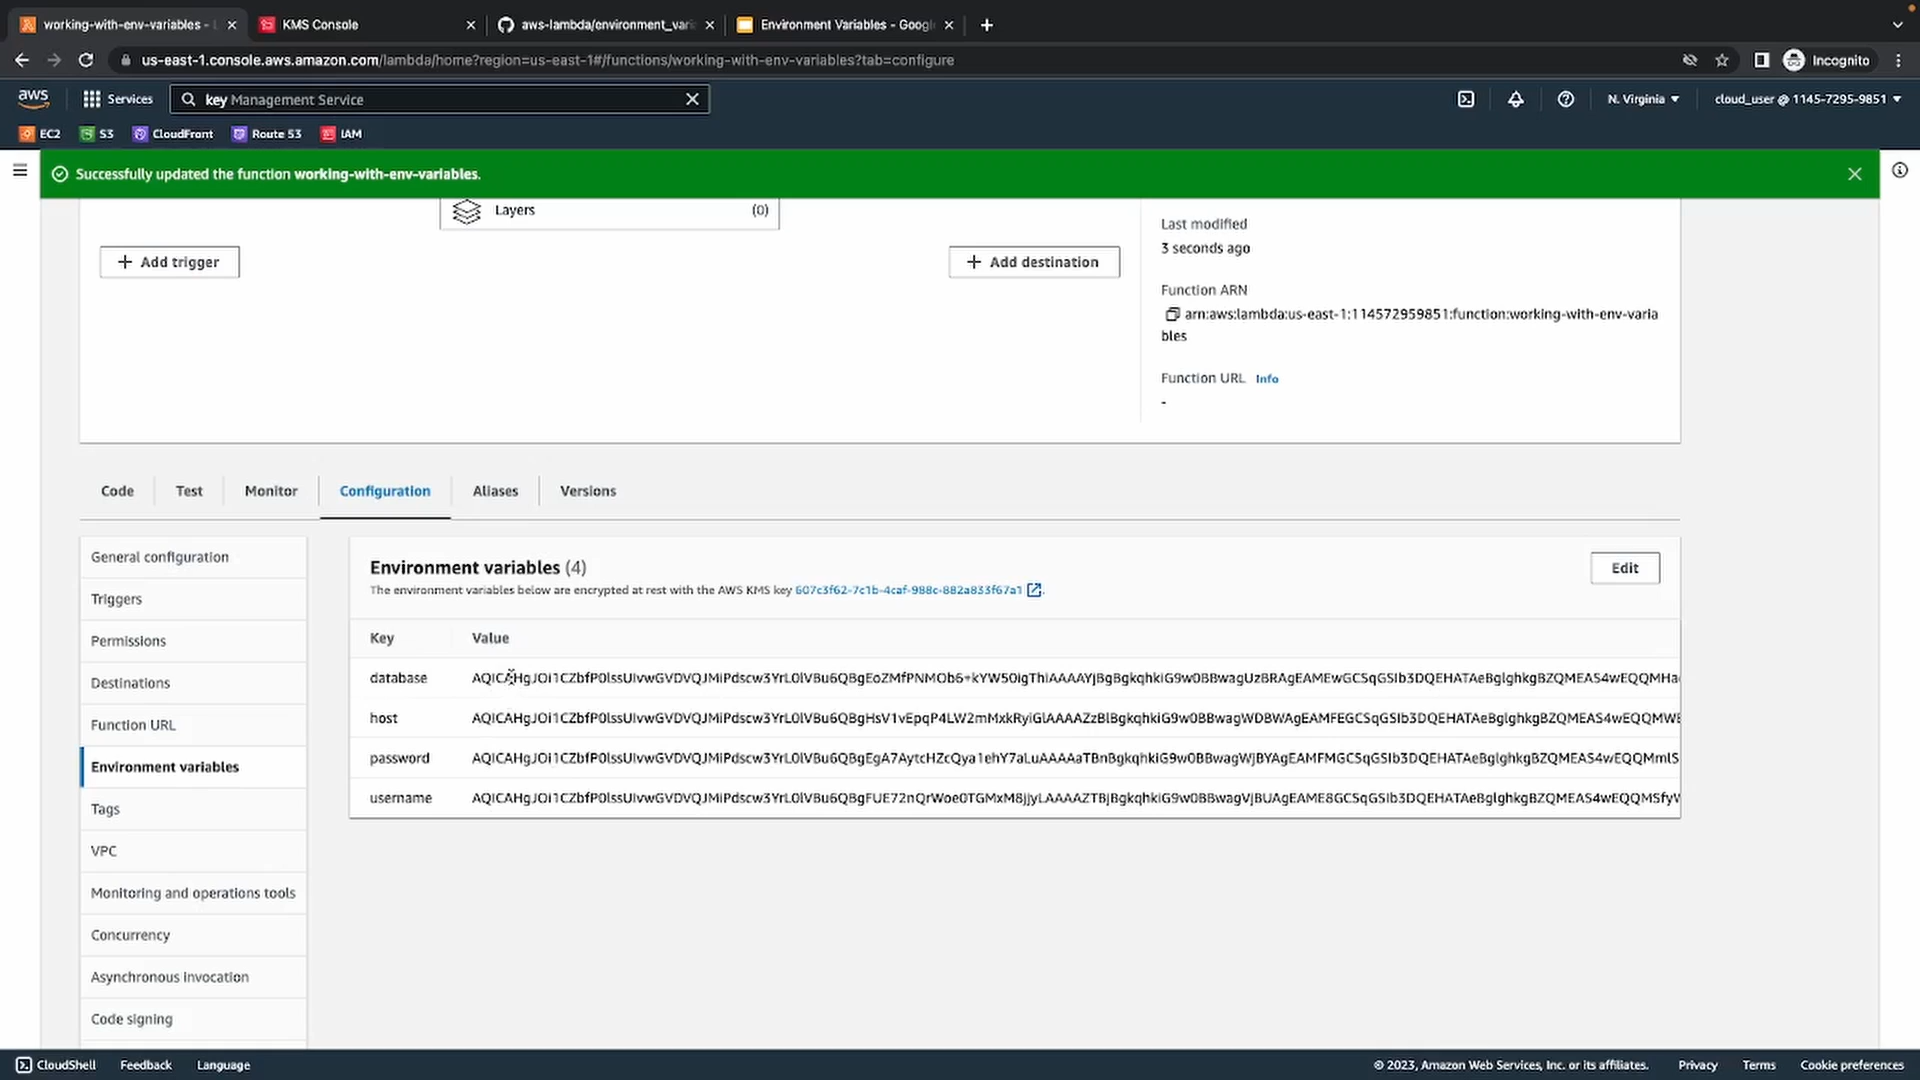 working-with-env-variables - L
KMS Console
aws-lambda/environment_varia
Environment Variables - Google
us-east-1.console.aws.amazon.com/lambda/home?region=us-east-1#/functions/working-with-env-variables?tab=configure
Incognito
aws
Services
key Management Service
N. Virginia
cloud_user @ 1145-7295-9851
EC2
S3
CloudFront
Route 53
IAM
Successfully updated the function working-with-env-variables.
Layers
(0)
Add trigger
Add destination
Last modified
3 seconds ago
Function ARN
arn:aws:lambda:us-east-1:114572959851:function:working-with-env-varia
bles
Function URL Info
-
Code
Test
Monitor
Configuration
Aliases
Versions
General configuration
Triggers
Permissions
Destinations
Function URL
Environment variables
Tags
VPC
Monitoring and operations tools
Concurrency
Asynchronous invocation
Code signing
Environment variables (4)
Edit
The environment variables below are encrypted at rest with the AWS KMS key 607c3f62-7c1b-4caf-988c-882a833f67a1.
Key
Value
database
host
password
username
CloudShell
Feedback
Language
© 2023, Amazon Web Services, Inc. or its affiliates.
Privacy
Terms
Cookie preferences